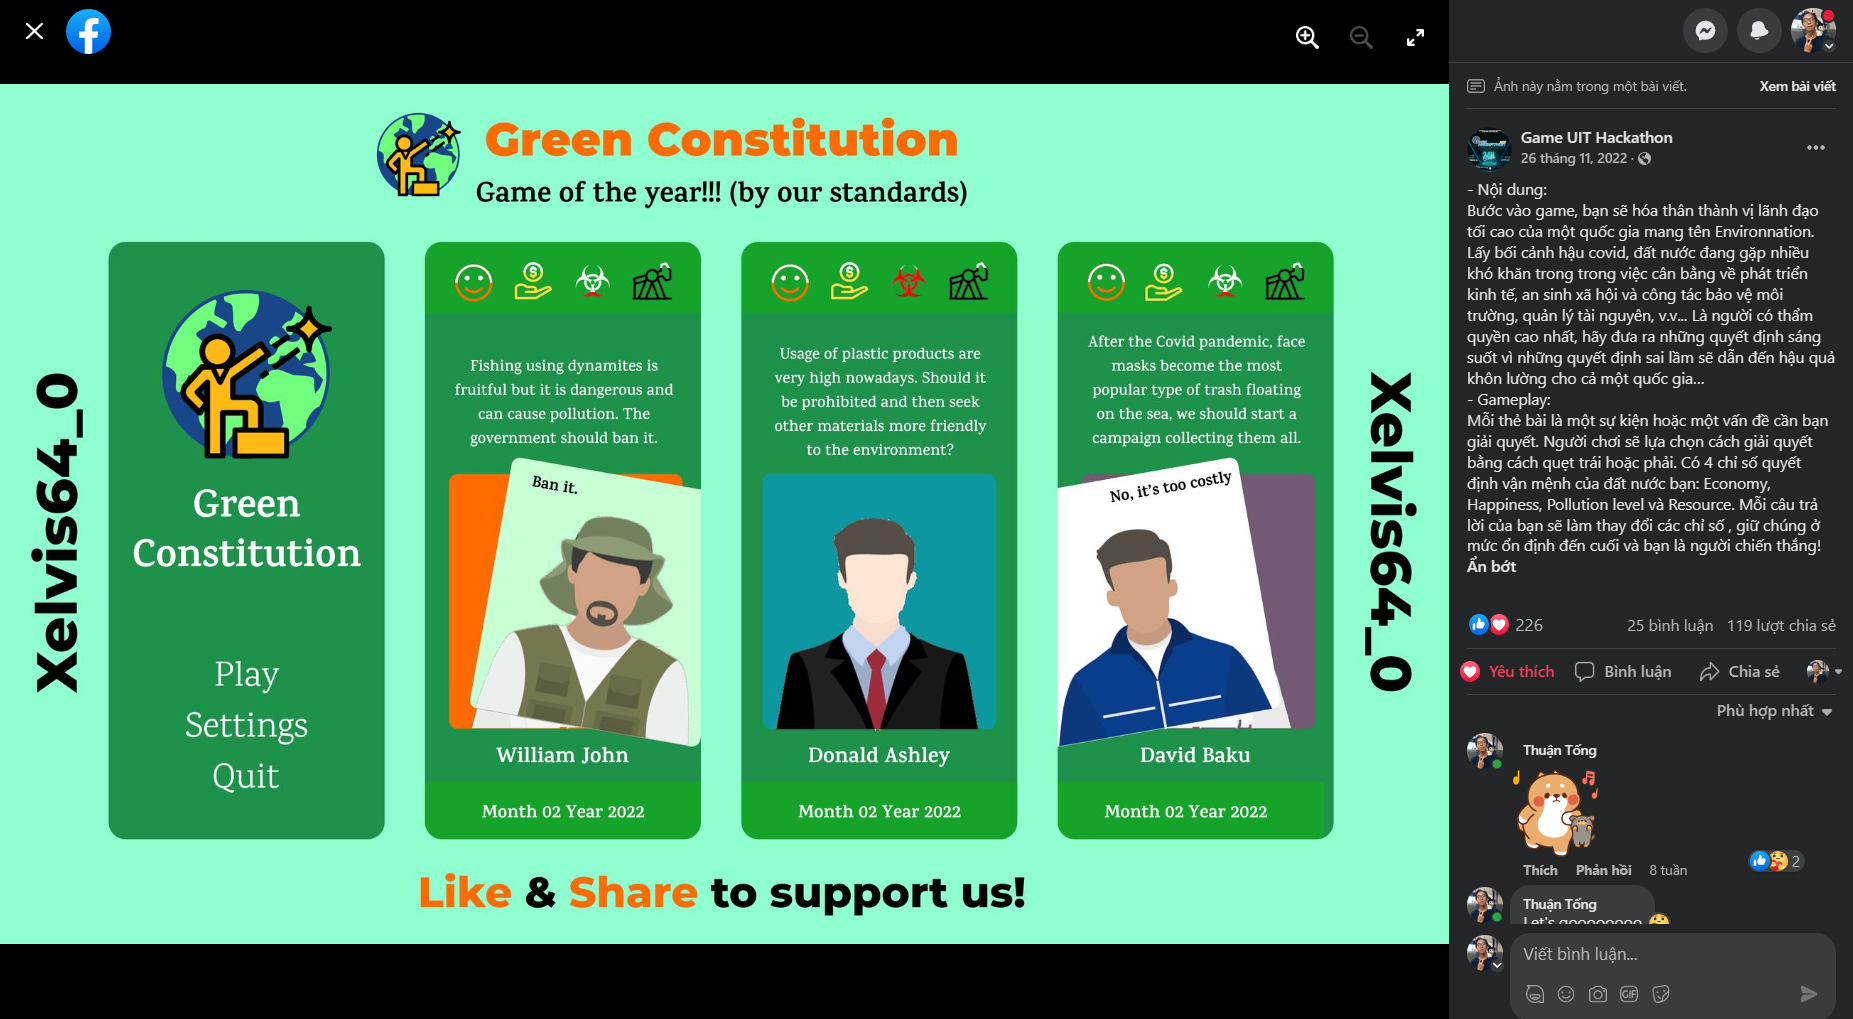 Green Constitution
Game of the year!!! (by our standards)
Xelvis64_0
Green
Constitution
Play
Settings
Quit
Fishing using dynamites is
fruitful but it is dangerous and
can cause pollution. The
government should ban it.
Ban it.
William John
Month 02 Year 2022
Usage of plastic products are
very high nowadays. Should it
be prohibited and then seek
other materials more friendly
to the environment?
Donald Ashley
Month 02 Year 2022
After the Covid pandemic, face
masks become the most
popular type of trash floating
on the sea, we should start a
campaign collecting them all.
No, it's too costly
David Baku
Month 02 Year 2022
Xelvis64_0
Like & Share to support us!
Ảnh này nằm trong một bài viết.
Xem bài viết
Game UIT Hackathon
26 tháng 11, 2022 ·
- Nội dung:
Bước vào game, bạn sẽ hóa thân thành vị lãnh đạo
tối cao của một quốc gia mang tên Environnation.
Lấy bối cảnh hậu covid, đất nước đang gặp nhiều
khó khăn trong trong việc cân bằng về phát triển
kinh tế, an sinh xã hội và công tác bảo vệ môi
trường, quản lý tài nguyên, v.v... Là người có thẩm
quyền cao nhất, hãy đưa ra những quyết định sáng
suốt vì những quyết định sai lầm sẽ dẫn đến hậu quả
khôn lường cho cả một quốc gia...
- Gameplay:
Mỗi thẻ bài là một sự kiện hoặc một vấn đề cần bạn
giải quyết. Người chơi sẽ lựa chọn cách giải quyết
bằng cách quẹt trái hoặc phải. Có 4 chỉ số quyết
định vận mệnh của đất nước bạn: Economy,
Happiness, Pollution level và Resource. Mỗi câu trả
lời của bạn sẽ làm thay đổi các chỉ số , giữ chúng ở
mức ổn định đến cuối và bạn là người chiến thắng!
Ẩn bớt
226
25 bình luận
119 lượt chia sẻ
Yêu thích
Bình luận
Chia sẻ
Phù hợp nhất
Thuận Tống
Thích
Phản hồi
8 tuần
2
Thuận Tống
Let's gooooooooo
Viết bình luận...
GIF